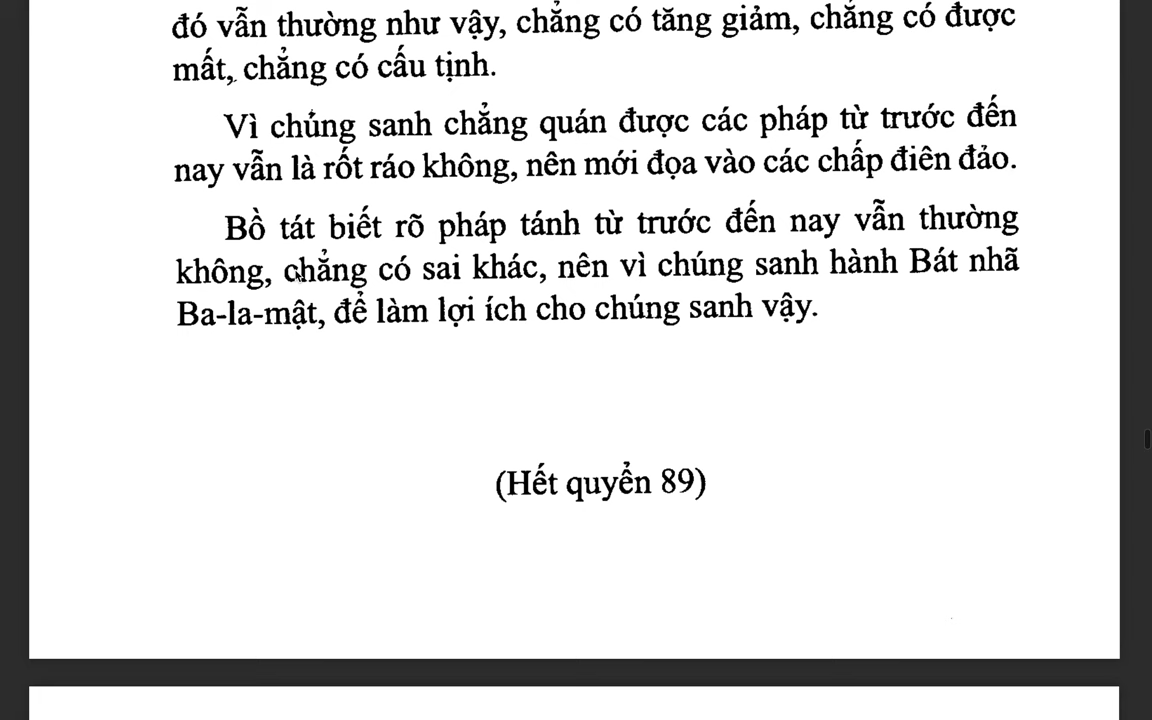 đó vẫn thường như vậy, chẳng có tăng giảm, chẳng có được
mất, chẳng có cấu tịnh.
Vì chúng sanh chẳng quán được các pháp từ trước đến
nay vẫn là rốt ráo không, nên mới đọa vào các chấp điên đảo.
Bồ tát biết rõ pháp tánh từ trước đến nay vẫn thường
không, chẳng có sai khác, nên vì chúng sanh hành Bát nhã
Ba-la-mật, để làm lợi ích cho chúng sanh vậy.
(Hết quyển 89)